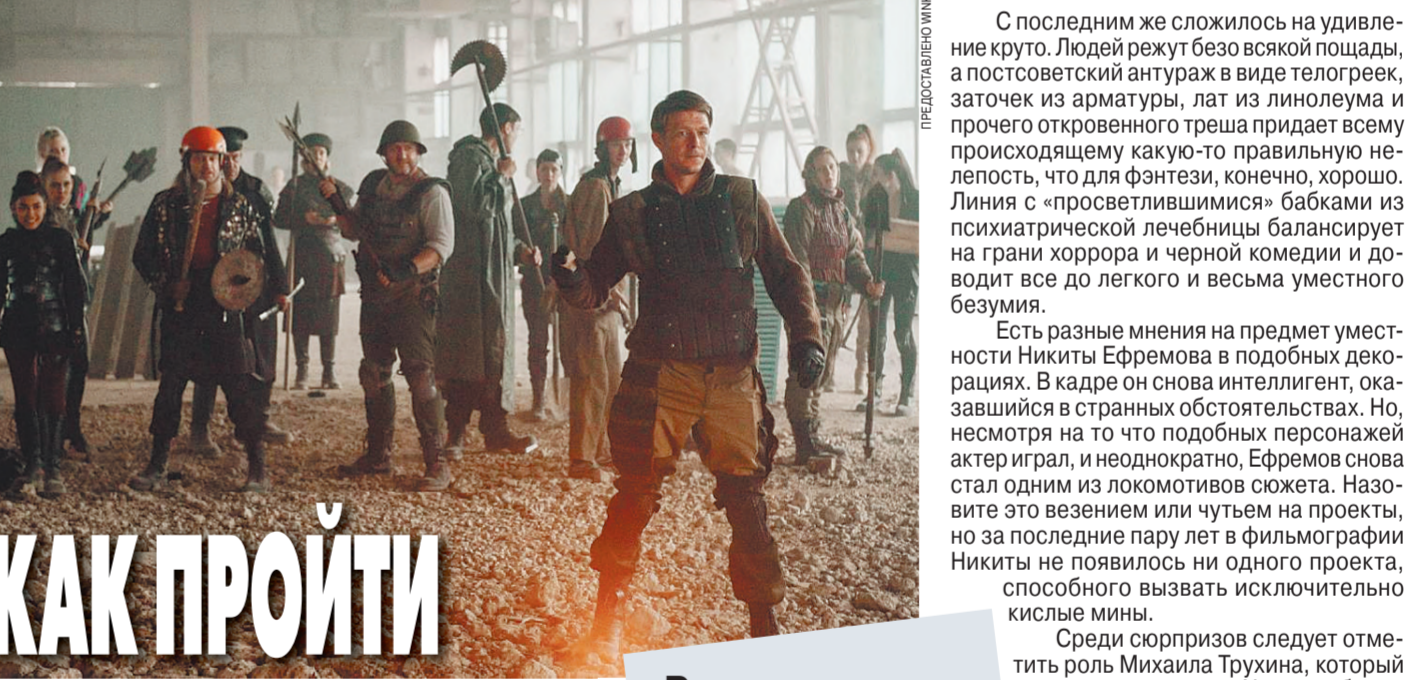 КАК ПРОЙТИ
ПРЕДОСТАВЛЕНО
С последним же сложилось на удивле-
ние круто. Людей режут безо всякой пощады,
а постсоветский антураж в виде телогреек,
заточек из арматуры, лат из линолеума и
прочего откровенного треша придает всему
происходящему какую-то правильную не-
лепость, что для фэнтези, конечно, хорошо.
Линия с «просветлившимися» бабками из
психиатрической лечебницы балансирует
на грани хоррора и черной комедии и до-
водит все до легкого и весьма уместного
безумия.
Есть разные мнения на предмет умест-
ности Никиты Ефремова в подобных деко-
рациях. В кадре он снова интеллигент, ока-
завшийся в странных обстоятельствах. Но,
несмотря на то что подобных персонажей
актер играл, и неоднократно, Ефремов снова
стал одним из локомотивов сюжета. Назо-
вите это везением или чутьем на проекты,
но за последние пару лет в фильмографии
Никиты не появилось ни одного проекта,
способного вызвать исключительно
кислые мины.
Среди сюрпризов следует отме-
тить роль Михаила Трухина, который